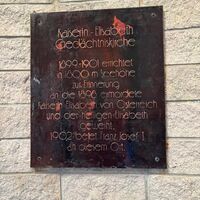 Kaiserin-Elisabeth
Gedächtniskirche
1899-1901 errichtet
in 1800 m Seehöhe
zur Erinnerung
an die 1898 ermordete
Kaiserin Elisabeth von Österreich
und der heiligen Elisabeth
geweiht.
1902 betet Franz Josef I.
an diesem Ort.